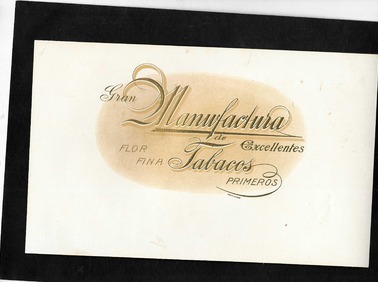 Gran Manufactura
de
Excellentes
FLOR
FINA
Tabacos
PRIMEROS